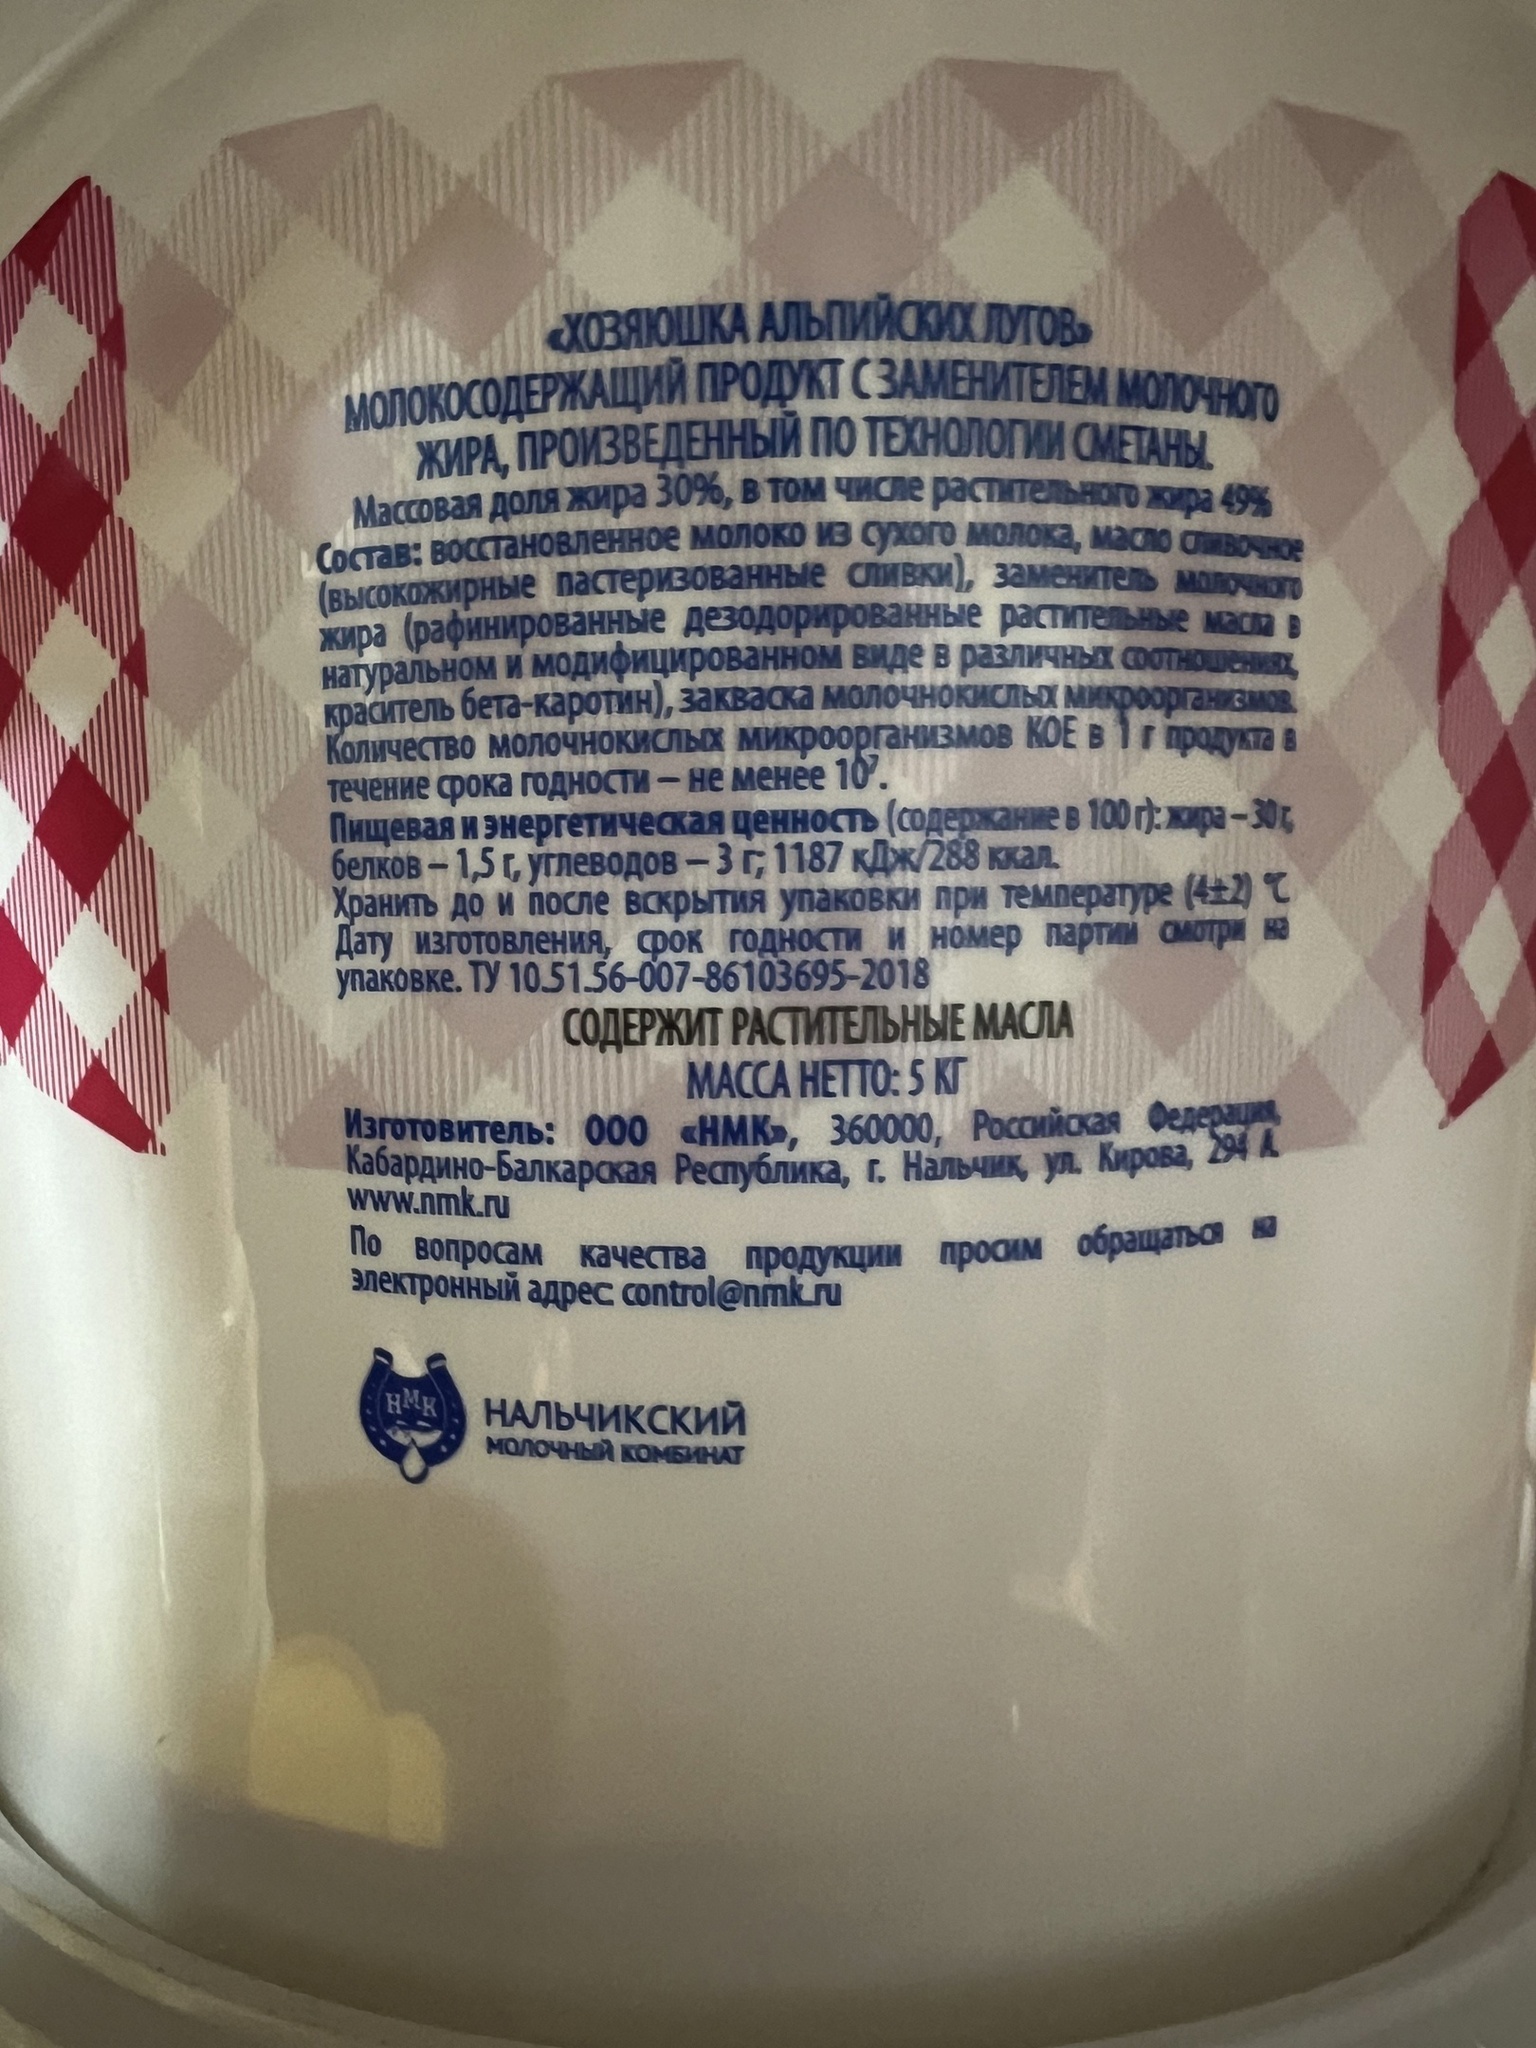 «ХОЗЯЮШКА АЛЬПИЙСКИХ ЛУГОВ»
МОЛОКОСОДЕРЖАЩИЙ ПРОДУКТ С ЗАМЕНИТЕЛЕМ МОЛОЧНОГО
ЖИРА, ПРОИЗВЕДЕННЫЙ ПО ТЕХНОЛОГИИ СМЕТАНЫ.
Массовая доля жира 30%, в том числе растительного жира 49%
Состав: восстановленное молоко из сухого молока, масло сливочное
(высокожирные пастеризованные сливки), заменитель молочного
жира (рафинированные дезодорированные растительные масла в
натуральном и модифицированном виде в различных соотношениях,
краситель бета-каротин), закваска молочнокислых микроорганизмов.
Количество молочнокислых микроорганизмов КОЕ в 1 г продукта в
течение срока годности – не менее 10⁷.
Пищевая и энергетическая ценность (содержание в 100 г): жира – 30 г,
белков – 1,5 г, углеводов – 3 г; 1187 кДж/288 ккал.
Хранить до и после вскрытия упаковки при температуре (4±2) °С
Дату изготовления, срок годности и номер партии смотри на
упаковке. ТУ 10.51.56-007-86103695-2018
СОДЕРЖИТ РАСТИТЕЛЬНЫЕ МАСЛА
МАССА НЕТТО: 5 КГ
Изготовитель: ООО «НМК», 360000, Российская Федерация,
Кабардино-Балкарская Республика, г. Нальчик, ул. Кирова, 294 А.
www.nmk.ru
По вопросам качества продукции просим обращаться на
электронный адрес: control@nmk.ru
НМК
НАЛЬЧИКСКИЙ
МОЛОЧНЫЙ КОМБИНАТ